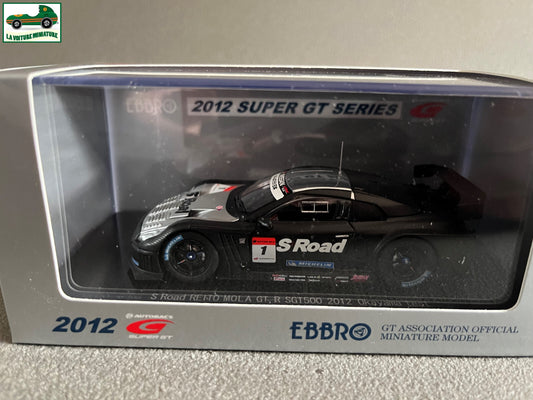 LA VOITURE MINIATURE
EBBRO
2012 SUPER GT SERIES
S Road
1
MICHELIN
S Road REITO MOLA GT-R SGT500 2012 Okayama
2012
AUTOBACS
SUPER GT
EBBRO
GT ASSOCIATION OFFICIAL
MINIATURE MODEL